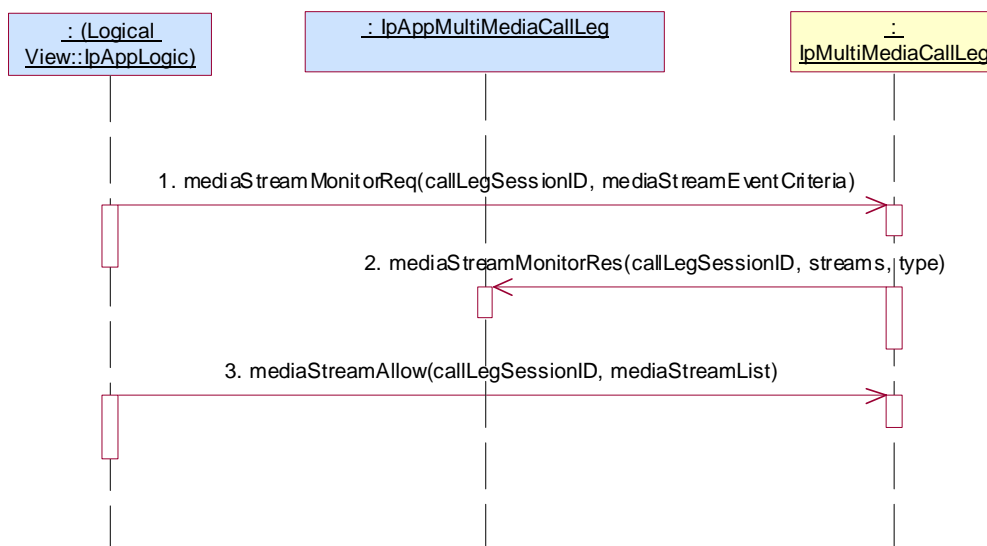 : (Logical
View::IpAppLogic)
: IpAppMultiMediaCallLeg
:
IpMultiMediaCallLeg
1. mediaStreamMonitorReq(callLegSessionID, mediaStreamEventCriteria)
2. mediaStreamMonitorRes(callLegSessionID, streams, type)
3. mediaStreamAllow(callLegSessionID, mediaStreamList)